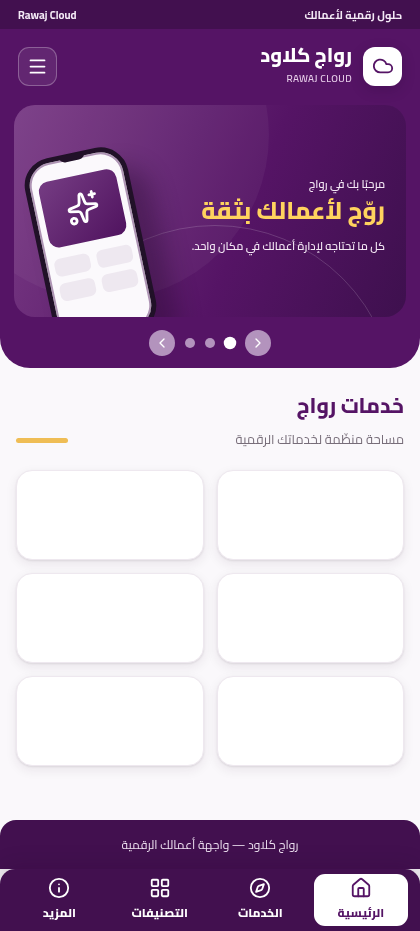 حلول رقمية لأعمالك
Rawaj Cloud
رواج كلاود
RAWAJ CLOUD
مرحبًا بك في رواج
روّج لأعمالك بثقة
كل ما تحتاجه لإدارة أعمالك في مكان واحد.
خدمات رواج
مساحة منظّمة لخدماتك الرقمية
رواج كلاود — واجهة أعمالك الرقمية
الرئيسية
الخدمات
التصنيفات
المزيد